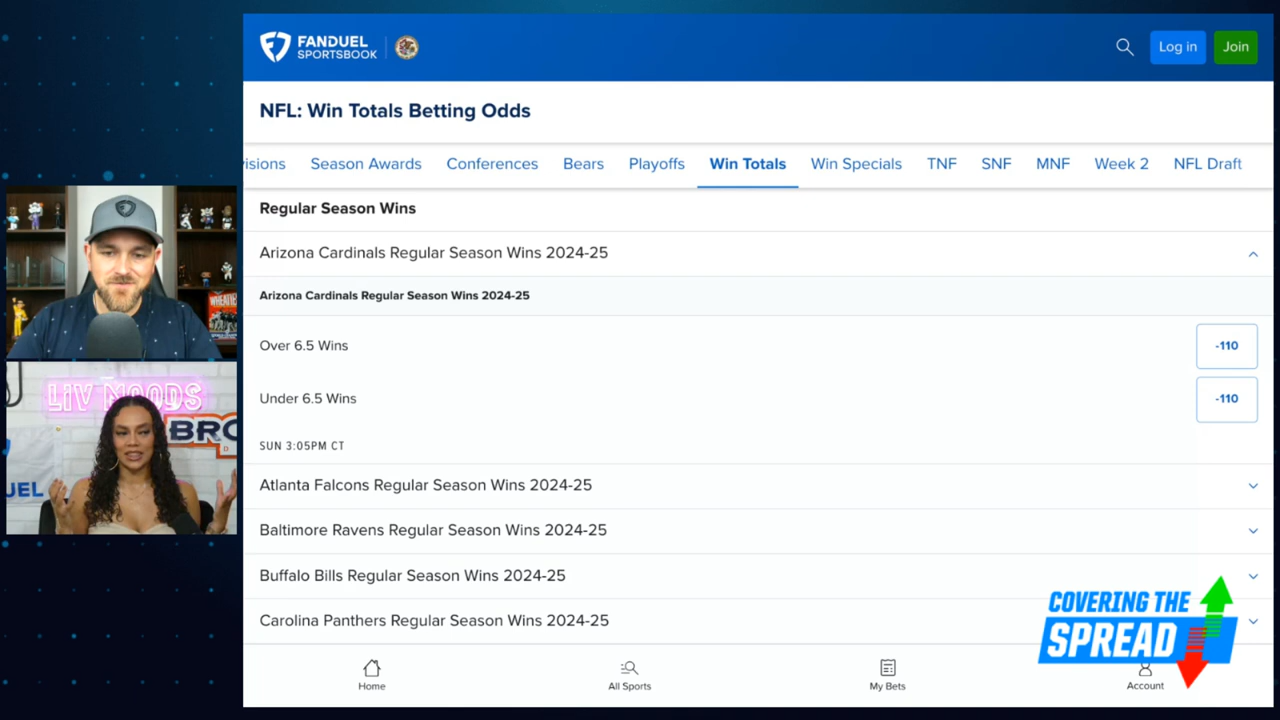 FANDUEL
SPORTSBOOK
Log in
Join
NFL: Win Totals Betting Odds
isions
Season Awards
Conferences
Bears
Playoffs
Win Totals
Win Specials
TNF
SNF
MNF
Week 2
NFL Draft
Regular Season Wins
Arizona Cardinals Regular Season Wins 2024-25
Arizona Cardinals Regular Season Wins 2024-25
Over 6.5 Wins
-110
Under 6.5 Wins
-110
SUN 3:05PM CT
Atlanta Falcons Regular Season Wins 2024-25
Baltimore Ravens Regular Season Wins 2024-25
Buffalo Bills Regular Season Wins 2024-25
Carolina Panthers Regular Season Wins 2024-25
Home
All Sports
My Bets
Account
COVERING THE
SPREAD
WHEATIES
LIV MOODS
BRO
UEL